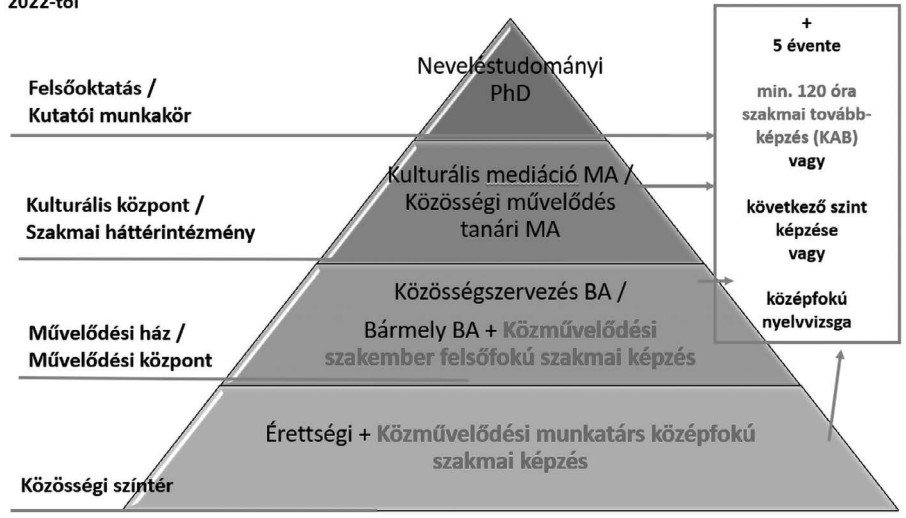 2022-től
Felsőoktatás /
Kutatói munkakör
Kulturális központ /
Szakmai háttérintézmény
Művelődési ház /
Művelődési központ
Közösségi színtér
Neveléstudományi
PhD
Kulturális mediáció MA /
Közösségi művelődés
tanári MA
Közösségszervezés BA /
Bármely BA + Közművelődési
szakember felsőfokú szakmai képzés
Érettségi + Közművelődési munkatárs középfokú
szakmai képzés
+
5 évente
min. 120 óra
szakmai tovább-
képzés (KAB)
vagy
következő szint
képzése
vagy
középfokú
nyelvvizsga